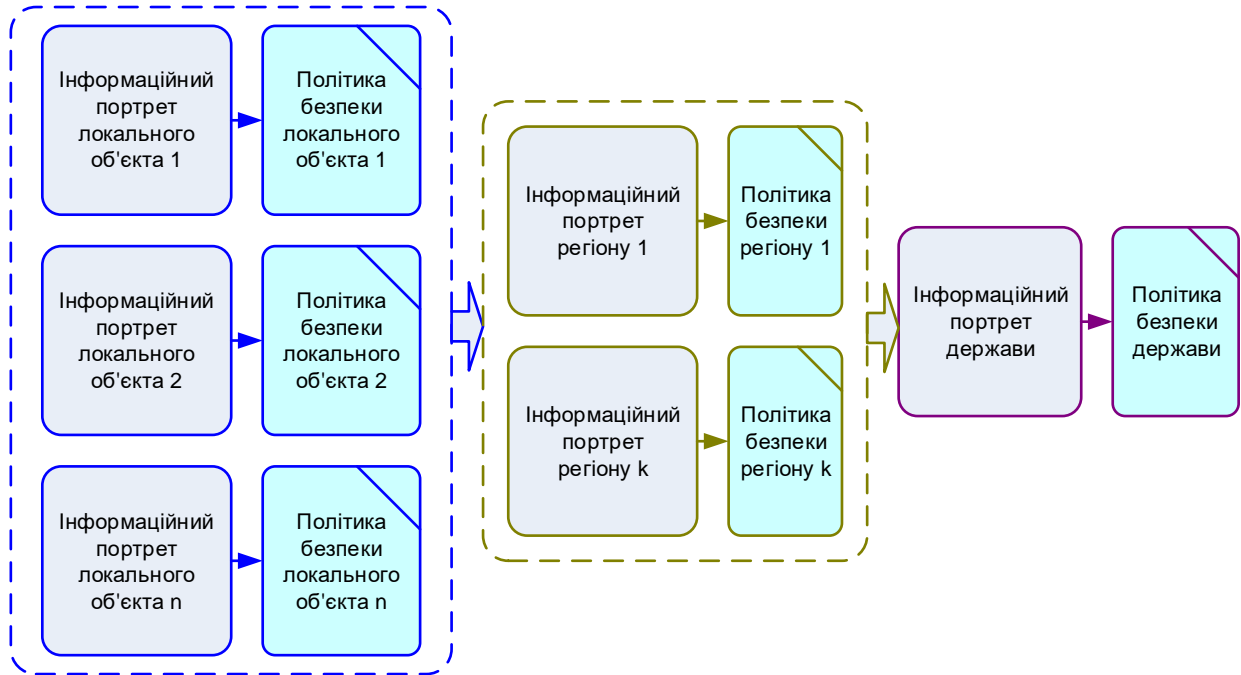 Інформаційний
портрет
локального
об'єкта 1
Політика
безпеки
локального
об'єкта 1
Інформаційний
портрет
локального
об'єкта 2
Політика
безпеки
локального
об'єкта 2
Інформаційний
портрет
локального
об'єкта n
Політика
безпеки
локального
об'єкта n
Інформаційний
портрет
регіону 1
Політика
безпеки
регіону 1
Інформаційний
портрет
регіону k
Політика
безпеки
регіону k
Інформаційний
портрет
держави
Політика
безпеки
держави